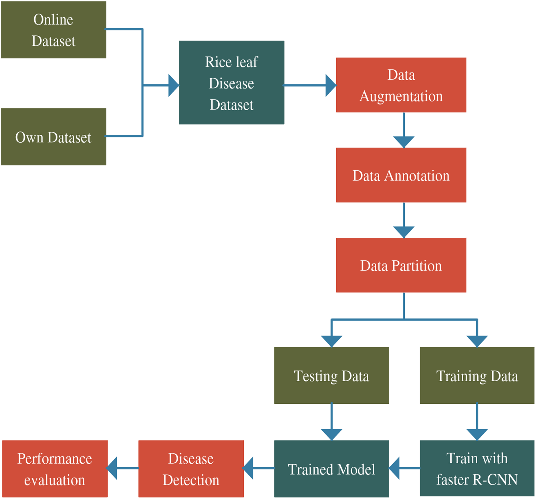 Online
Dataset
Own Dataset
Rice leaf
Disease
Dataset
Data
Augmentation
Data Annotation
Data Partition
Testing Data
Training Data
Train with
faster R-CNN
Trained Model
Disease
Detection
Performance
evaluation